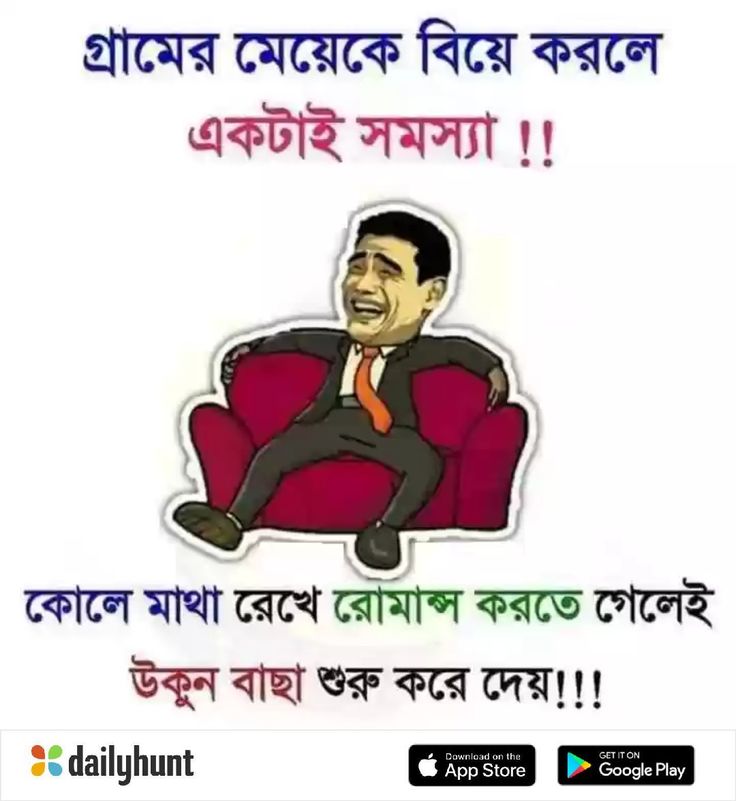 গ্রামের মেয়েকে বিয়ে করলে
একটাই সমস্যা !!
কোলে মাথা রেখে রোমান্স করতে গেলেই
উকুন বাছা শুরু করে দেয়!!!
dailyhunt
Download on the
App Store
GET IT ON
Google Play